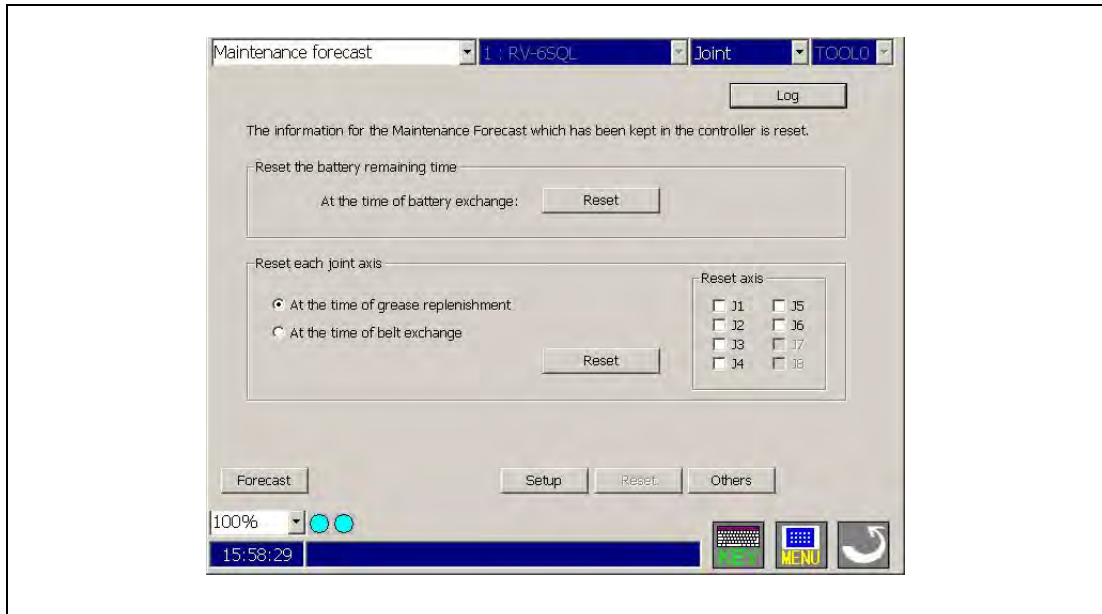 Maintenance forecast 1 : RV-6SQL Joint TOOL0
Log
The information for the Maintenance Forecast which has been kept in the controller is reset.
Reset the battery remaining time
At the time of battery exchange: Reset
Reset each joint axis
Reset axis
At the time of grease replenishment
J1 J5
At the time of belt exchange
J2 J6
J3 J7
Reset
J4 J8
Forecast Setup Reset Others
100%
15:58:29
KEY MENU